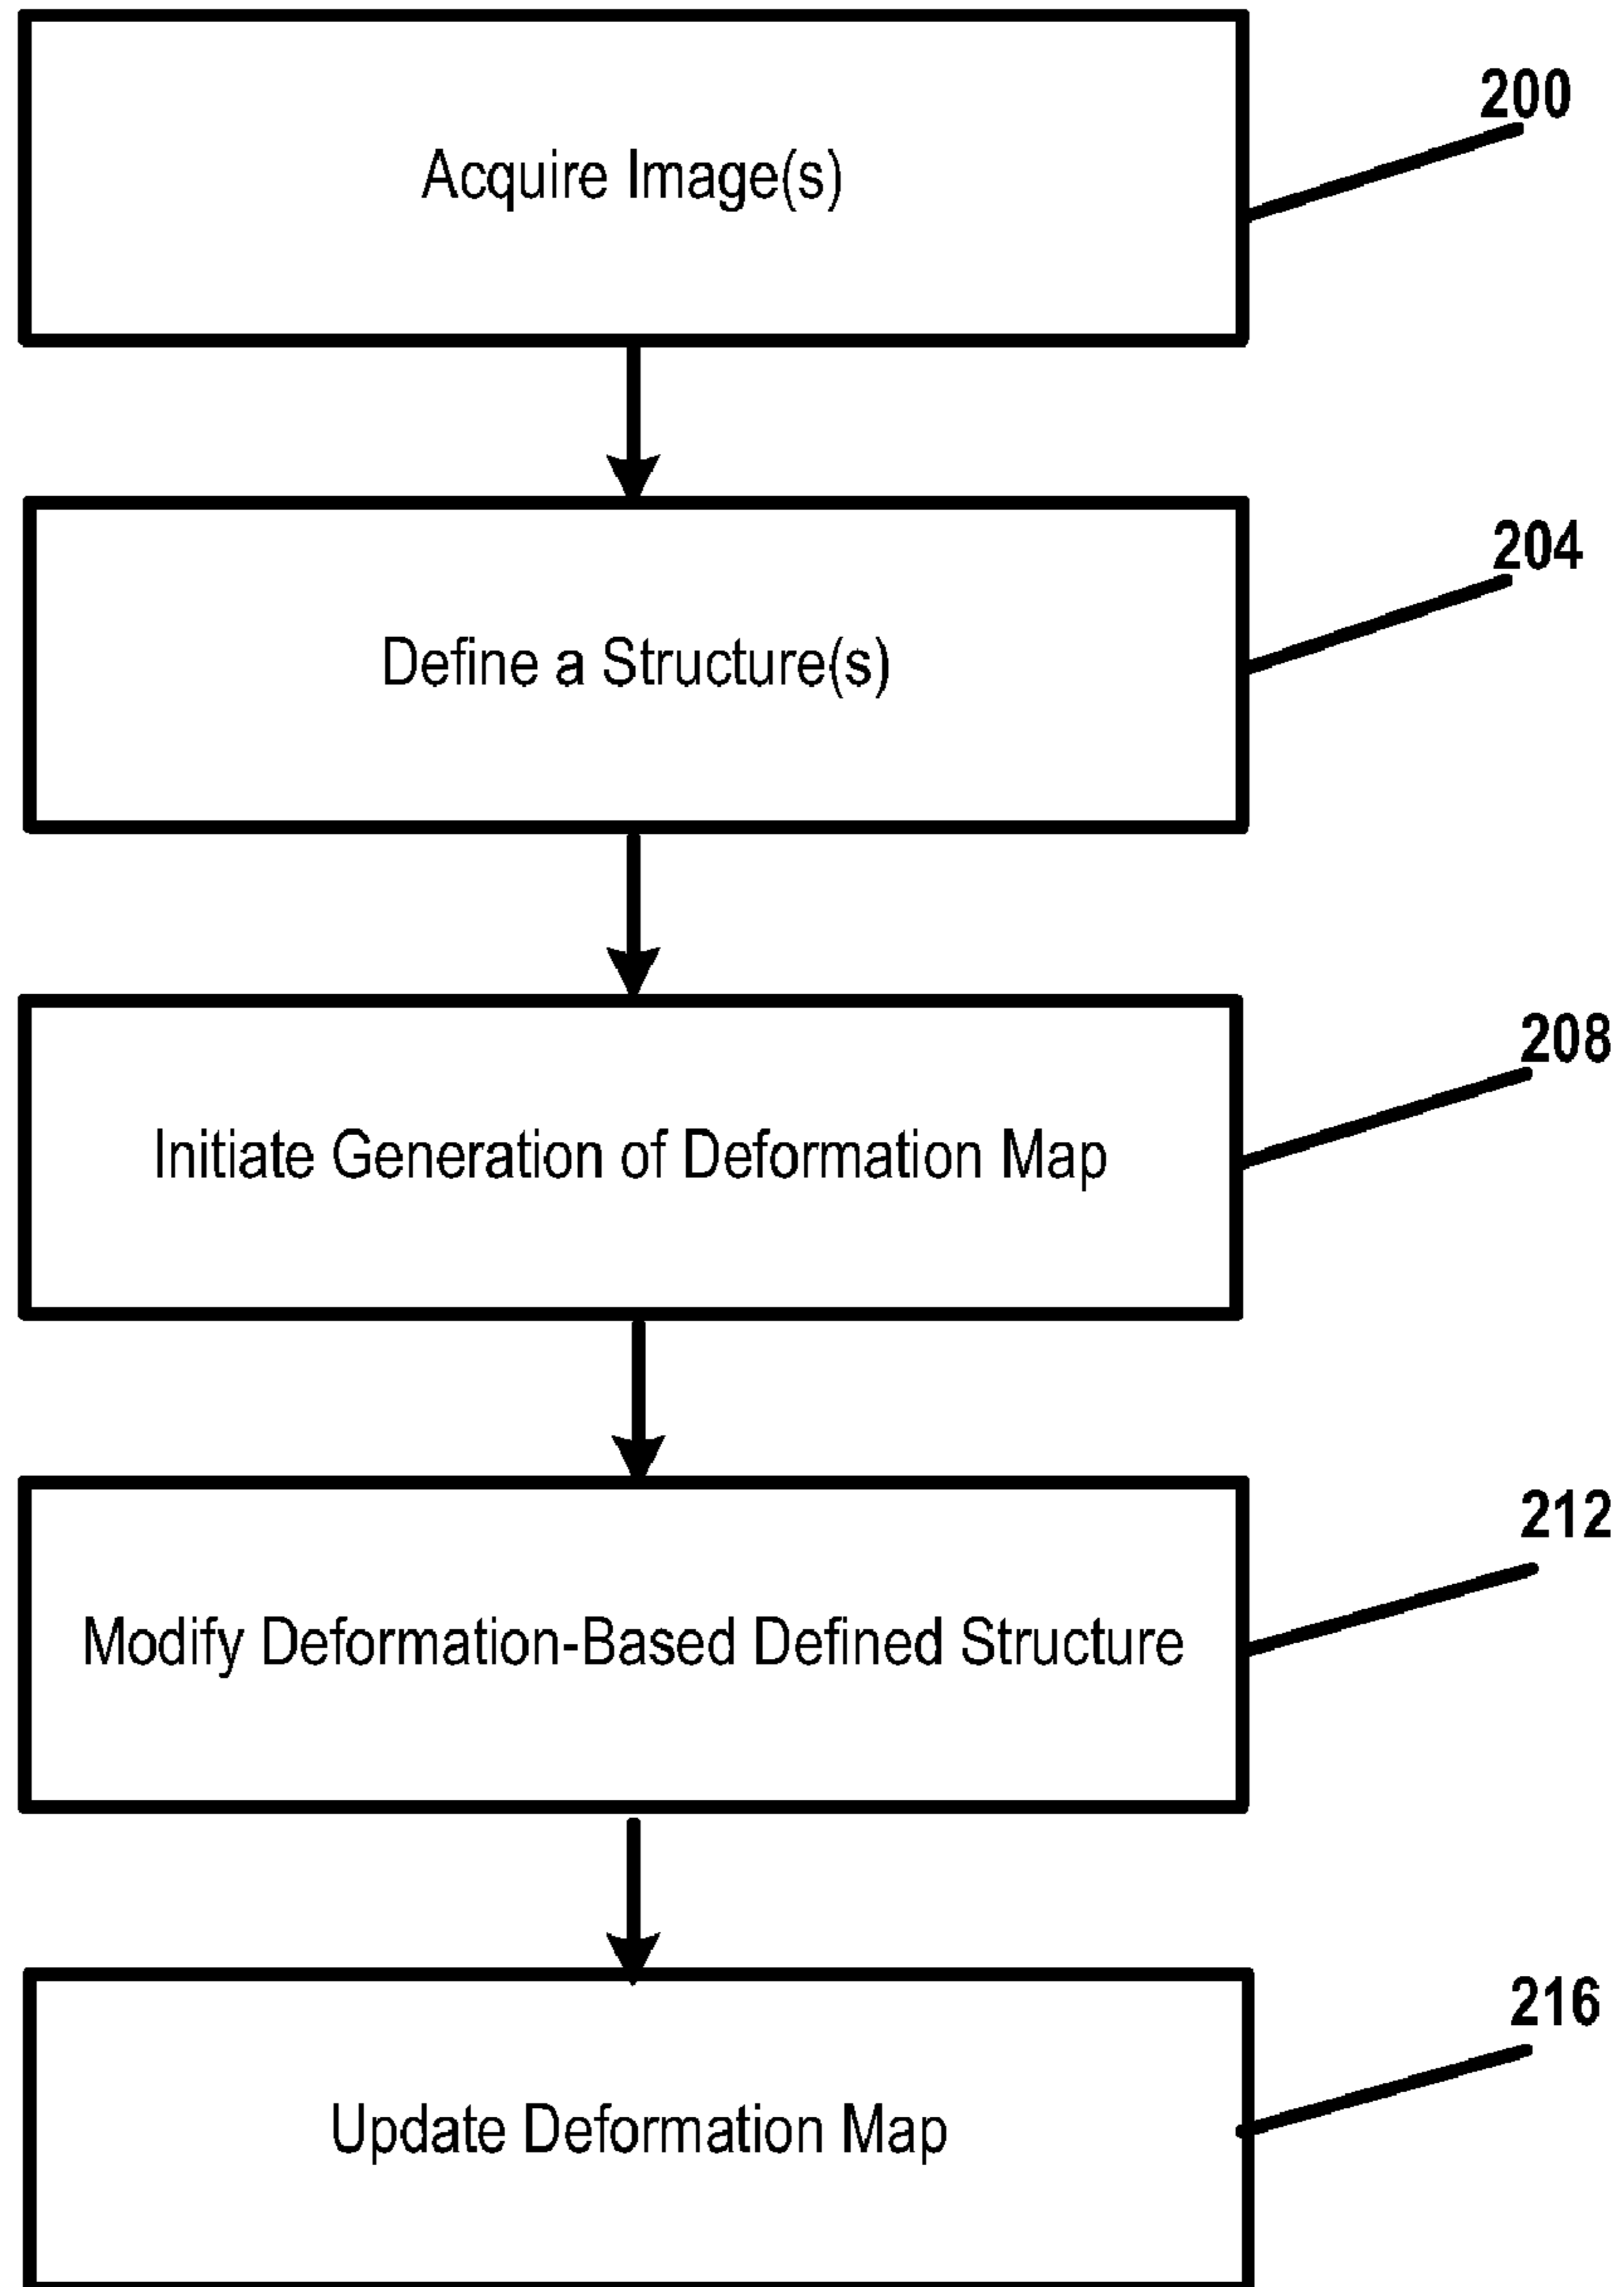 200
Acquire Image(s)
204
Define a Structure(s)
208
Initiate Generation of Deformation Map
212
Modify Deformation-Based Defined Structure
216
Update Deformation Map